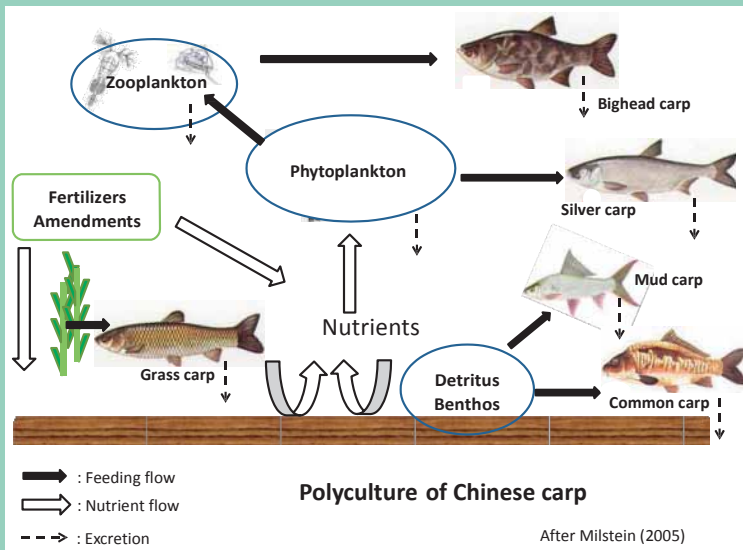 Zooplankton
Bighead carp
Phytoplankton
Fertilizers
Amendments
Silver carp
Mud carp
Nutrients
Grass carp
Detritus
Benthos
Common carp
: Feeding flow
: Nutrient flow
: Excretion
Polyculture of Chinese carp
After Milstein (2005)